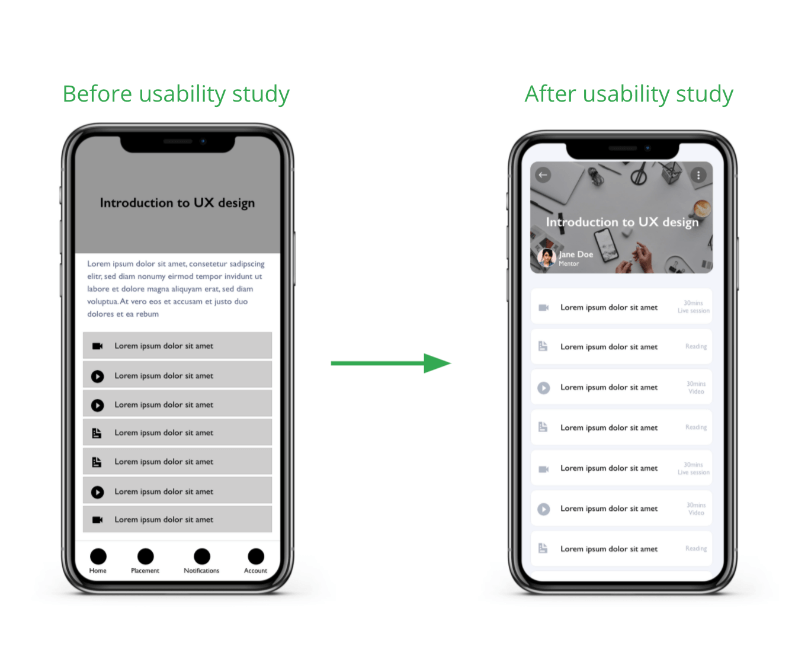 Before usability study
After usability study
Introduction to UX design
Lorem ipsum dolor sit amet, consetetur sadipscing
elitr, sed diam nonumy eirmod tempor invidunt ut
labore et dolore magna aliquyam erat, sed diam
voluptua. At vero eos et accusam et justo duo
dolores et ea rebum
Lorem ipsum dolor sit amet
Lorem ipsum dolor sit amet
Lorem ipsum dolor sit amet
Lorem ipsum dolor sit amet
Lorem ipsum dolor sit amet
Lorem ipsum dolor sit amet
Lorem ipsum dolor sit amet
Home Placement Notifications Account
Introduction to UX design
Jane Doe
Mentor
Lorem ipsum dolor sit amet
30mins
Live session
Lorem ipsum dolor sit amet
Reading
Lorem ipsum dolor sit amet
30mins
Video
Lorem ipsum dolor sit amet
Reading
Lorem ipsum dolor sit amet
30mins
Live session
Lorem ipsum dolor sit amet
30mins
Video
Lorem ipsum dolor sit amet
Reading